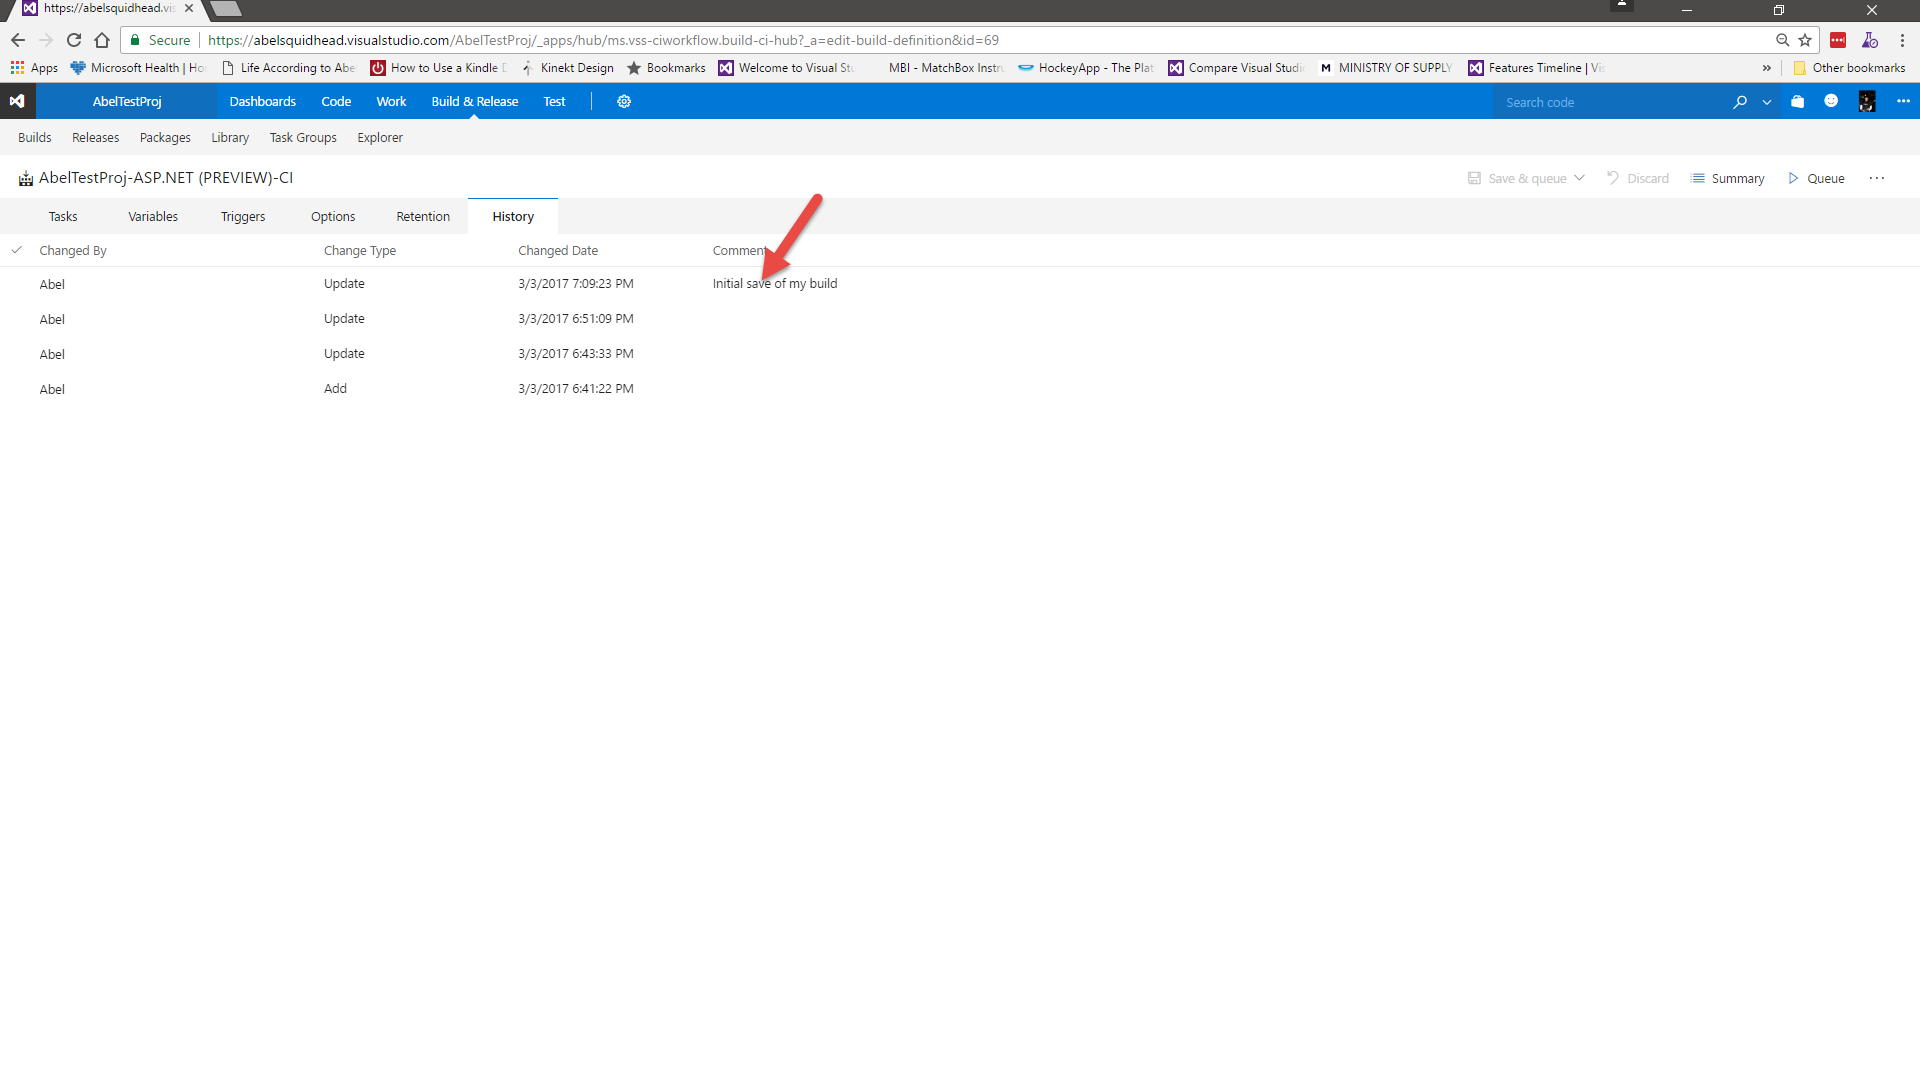 https://abelsquidhead.vis
Secure https://abelsquidhead.visualstudio.com/AbelTestProj/_apps/hub/ms.vss-ciworkflow.build-ci-hub?_a=edit-build-definition&id=69
Apps Microsoft Health | Ho Life According to Abe How to Use a Kindle D Kinekt Design Bookmarks Welcome to Visual Stu MBI - MatchBox Instru HockeyApp - The Plat Compare Visual Studi MINISTRY OF SUPPLY Features Timeline | Vis » Other bookmarks
AbelTestProj Dashboards Code Work Build & Release Test Search code
Builds Releases Packages Library Task Groups Explorer
AbelTestProj-ASP.NET (PREVIEW)-CI Save & queue Discard Summary Queue ...
Tasks Variables Triggers Options Retention History
Changed By Change Type Changed Date Comment
Abel Update 3/3/2017 7:09:23 PM Initial save of my build
Abel Update 3/3/2017 6:51:09 PM
Abel Update 3/3/2017 6:43:33 PM
Abel Add 3/3/2017 6:41:22 PM